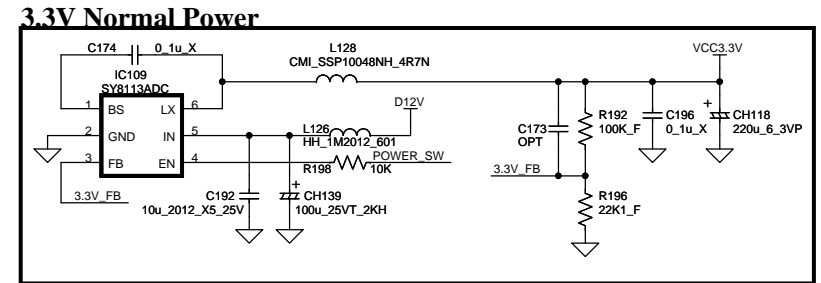 3.3V Normal Power
C174 0_1u_X
IC109
SY8113ADC
1 BS LX 6
2 GND IN 5
3 FB EN 4
3.3V_FB
L128
CMI_SSP10048NH_4R7N
D12V
L126
HH_1M2012_601
POWER_SW
R198 10K
C192
10u_2012_X5_25V
+
CH139
100u_25VT_2KH
VCC3.3V
C173
OPT
R192
100K_F
C196
0_1u_X
+
CH118
220u_6_3VP
3.3V_FB
R196
22K1_F